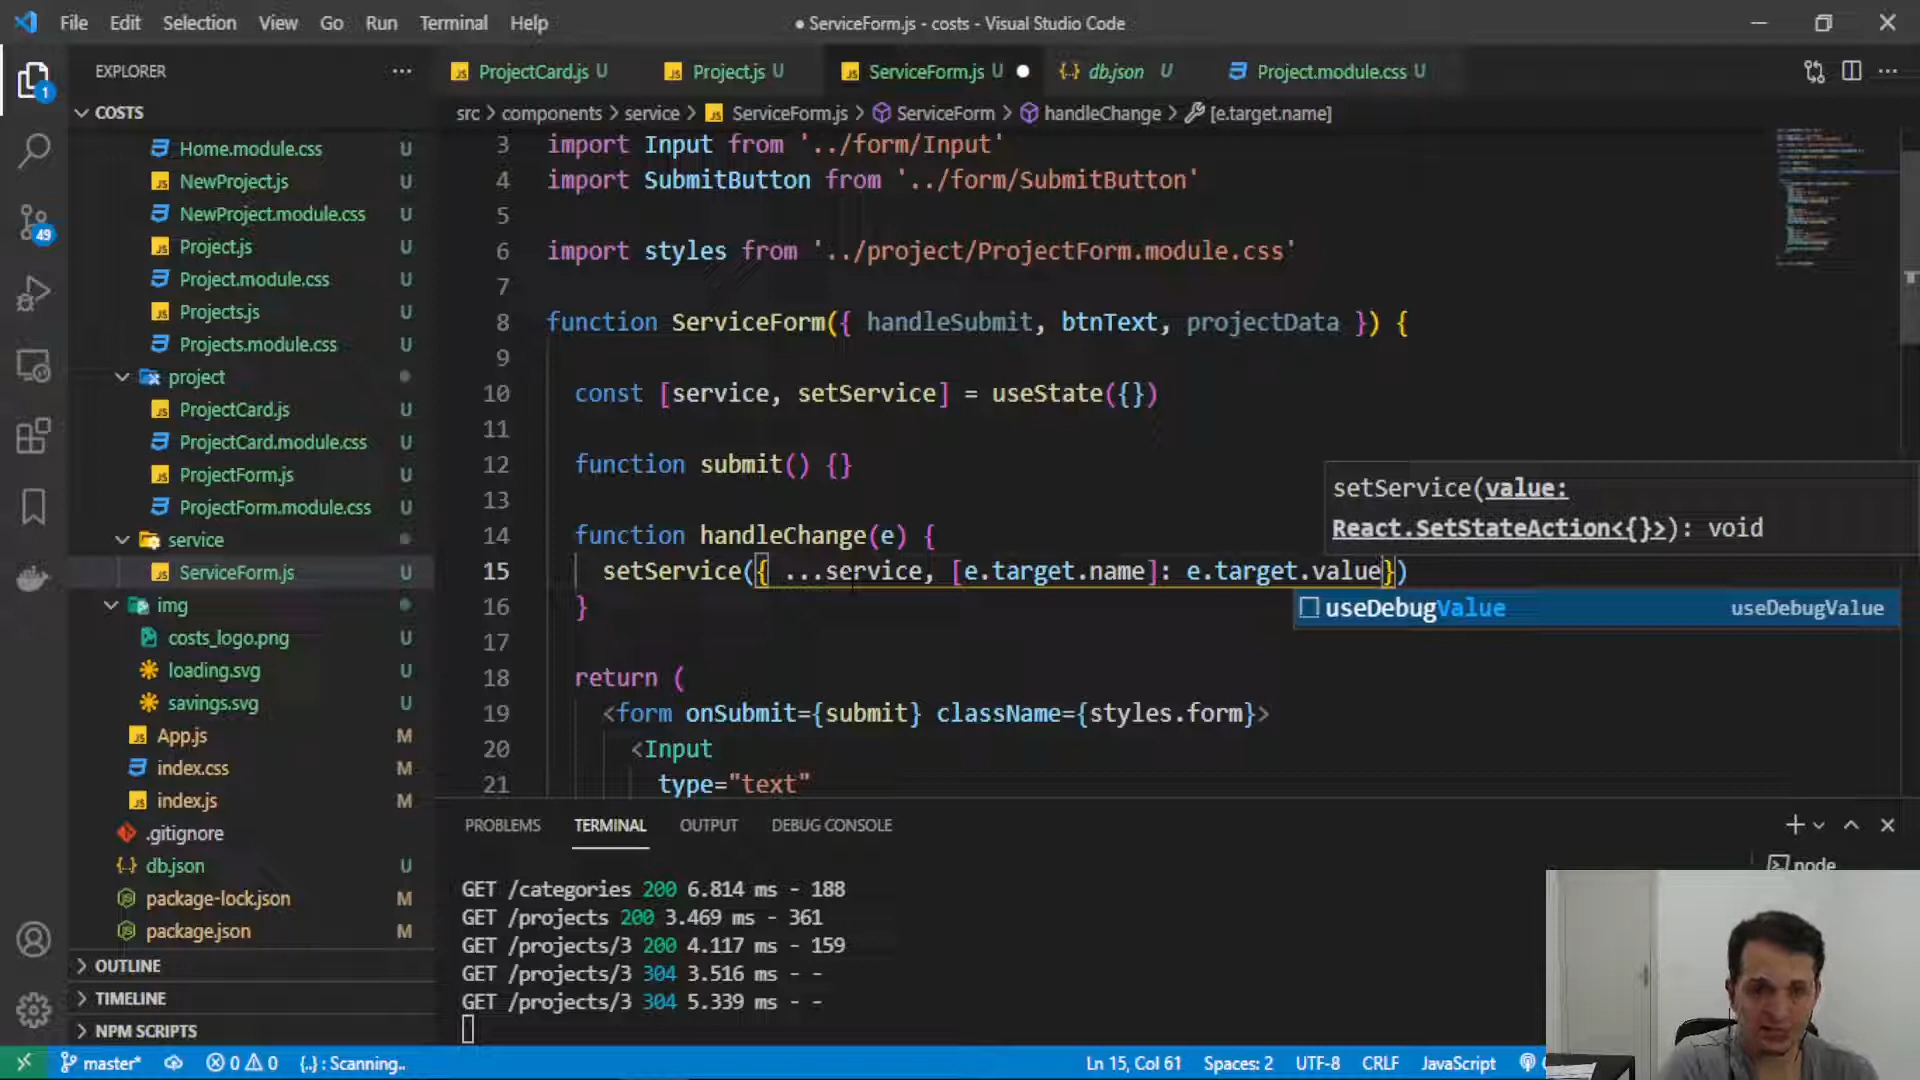 File Edit Selection View Go Run Terminal Help
● ServiceForm.js - costs - Visual Studio Code
EXPLORER ···
COSTS
Home.module.css U
NewProject.js U
NewProject.module.css U
Project.js U
Project.module.css U
Projects.js U
Projects.module.css U
project
ProjectCard.js U
ProjectCard.module.css U
ProjectForm.js U
ProjectForm.module.css U
service
ServiceForm.js U
img
costs_logo.png U
loading.svg U
savings.svg U
App.js M
index.css M
index.js M
.gitignore
db.json U
package-lock.json M
package.json M
OUTLINE
TIMELINE
NPM SCRIPTS
1
49
ProjectCard.js U Project.js U ServiceForm.js U ● db.json U Project.module.css U
src > components > service > ServiceForm.js > ServiceForm > handleChange > [e.target.name]
3 import Input from '../form/Input'
4 import SubmitButton from '../form/SubmitButton'
5
6 import styles from '../project/ProjectForm.module.css'
7
8 function ServiceForm({ handleSubmit, btnText, projectData }) {
9
10 const [service, setService] = useState({})
11
12 function submit() {}
13
14 function handleChange(e) {
15 setService({ ...service, [e.target.name]: e.target.value})
16 }
17
18 return (
19 <form onSubmit={submit} className={styles.form}>
20 <Input
21 type="text"
setService(value:
React.SetStateAction<{}>): void
useDebugValue useDebugValue
PROBLEMS TERMINAL OUTPUT DEBUG CONSOLE
node
GET /categories 200 6.814 ms - 188
GET /projects 200 3.469 ms - 361
GET /projects/3 200 4.117 ms - 159
GET /projects/3 304 3.516 ms - -
GET /projects/3 304 5.339 ms - -
master* 0 0 {..} : Scanning.. Ln 15, Col 61 Spaces: 2 UTF-8 CRLF JavaScript